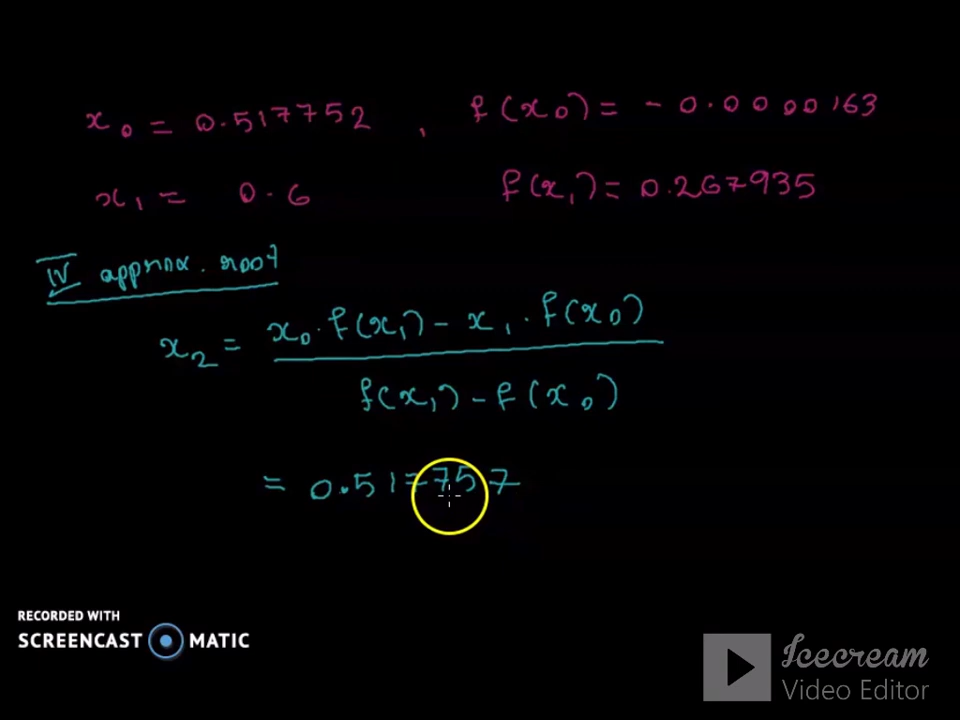 x₀ = 0.517752 , f(x₀) = - 0.0000163
x₁ = 0.6 f(x₁) = 0.267935
IV approx. root
x₂ = x₀. f(x₁) - x₁. f(x₀)
f(x₁) - f(x₀)
= 0.517757
RECORDED WITH
SCREENCAST MATIC
Icecream
Video Editor